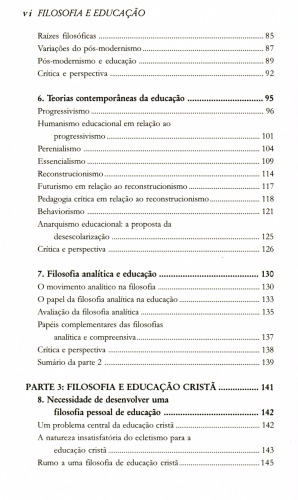 vi FILOSOFIA E EDUCAÇÃO
Raízes filosóficas ........ 85
Variações do pós-modernismo ........ 87
Pós-modernismo e educação ........ 89
Crítica e perspectiva ........ 92
6. Teorias contemporâneas da educação ........ 95
Progressivismo ........ 96
Humanismo educacional em relação ao
progressivismo ........ 101
Perenialismo ........ 104
Essencialismo ........ 109
Reconstrucionismo ........ 114
Futurismo em relação ao reconstrucionismo ........ 117
Pedagogia crítica em relação ao reconstrucionismo ........ 118
Behaviorismo ........ 121
Anarquismo educacional: a proposta da
desescolarização ........ 125
Crítica e perspectiva ........ 126
7. Filosofia analítica e educação ........ 130
O movimento analítico na filosofia ........ 130
O papel da filosofia analítica na educação ........ 133
Avaliação da filosofia analítica ........ 135
Papéis complementares das filosofias
analítica e compreensiva ........ 137
Crítica e perspectiva ........ 138
Sumário da parte 2 ........ 139
PARTE 3: FILOSOFIA E EDUCAÇÃO CRISTÃ ........ 141
8. Necessidade de desenvolver uma
filosofia pessoal de educação ........ 142
Um problema central da educação cristã ........ 142
A natureza insatisfatória do ecletismo para a
educação cristã ........ 143
Rumo a uma filosofia de educação cristã ........ 145